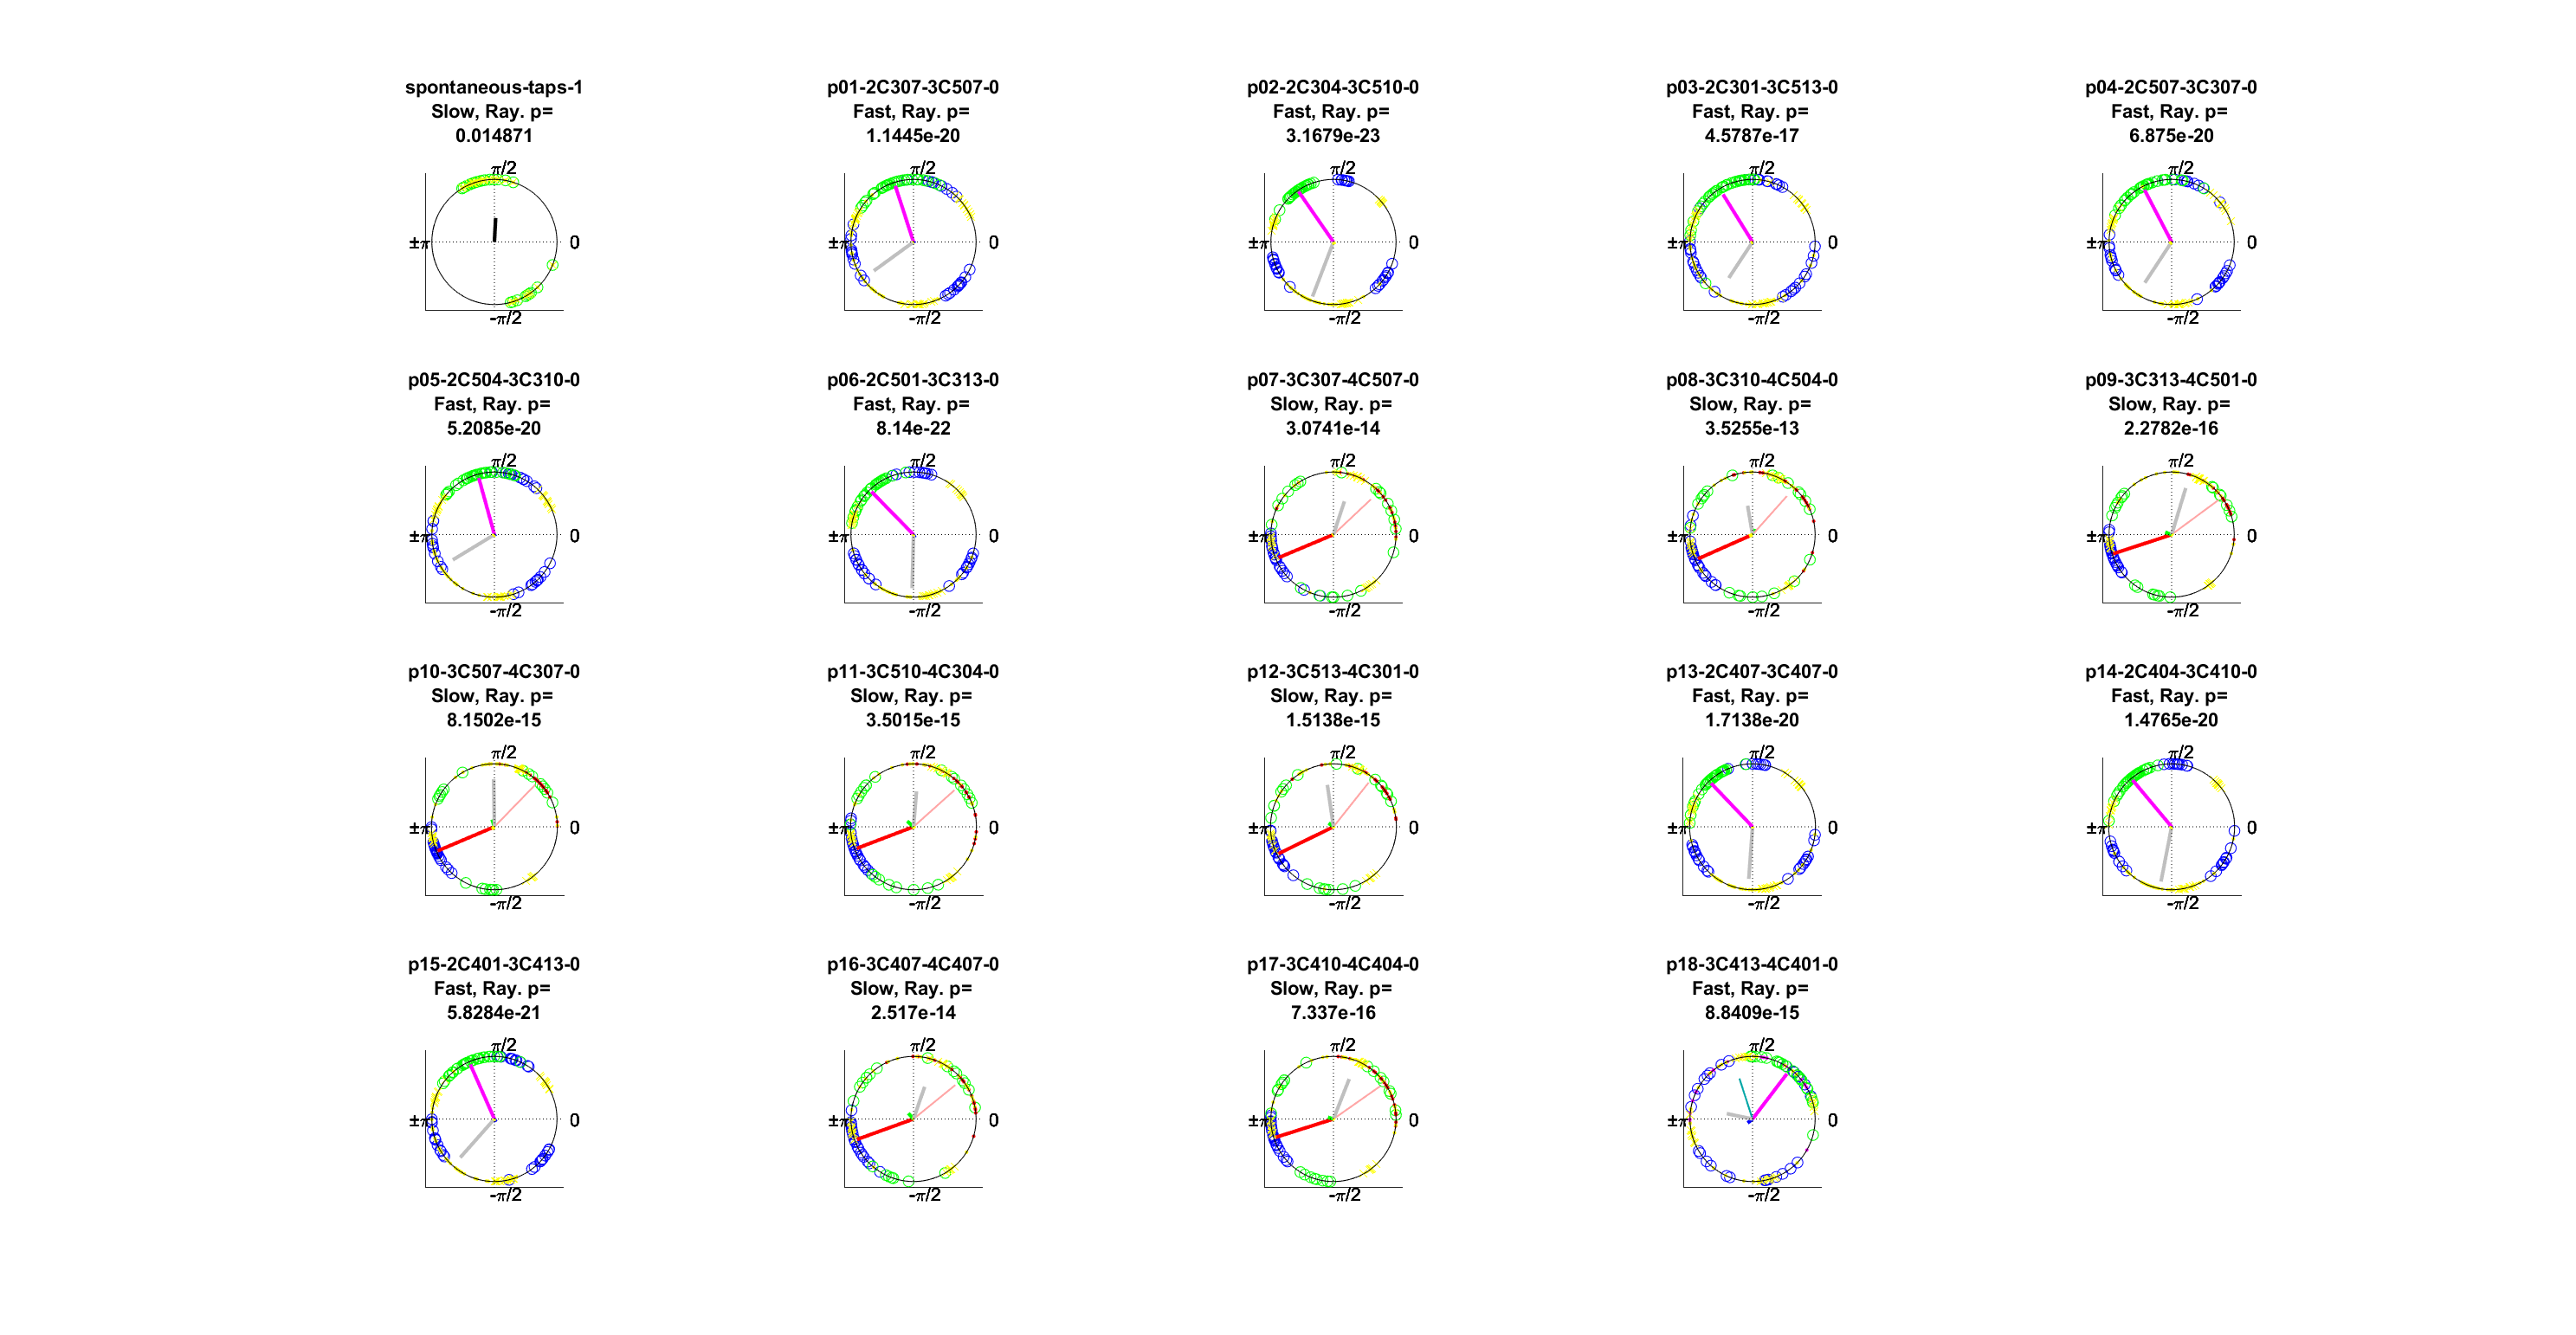 spontaneous-taps-1
Slow, Ray. p=
0.014871
π/2
±π
0
-π/2
p01-2C307-3C507-0
Fast, Ray. p=
1.1445e-20
π/2
±π
0
-π/2
p02-2C304-3C510-0
Fast, Ray. p=
3.1679e-23
π/2
±π
0
-π/2
p03-2C301-3C513-0
Fast, Ray. p=
4.5787e-17
π/2
±π
0
-π/2
p04-2C507-3C307-0
Fast, Ray. p=
6.875e-20
π/2
±π
0
-π/2
p05-2C504-3C310-0
Fast, Ray. p=
5.2085e-20
π/2
±π
0
-π/2
p06-2C501-3C313-0
Fast, Ray. p=
8.14e-22
π/2
±π
0
-π/2
p07-3C307-4C507-0
Slow, Ray. p=
3.0741e-14
π/2
±π
0
-π/2
p08-3C310-4C504-0
Slow, Ray. p=
3.5255e-13
π/2
±π
0
-π/2
p09-3C313-4C501-0
Slow, Ray. p=
2.2782e-16
π/2
±π
0
-π/2
p10-3C507-4C307-0
Slow, Ray. p=
8.1502e-15
π/2
±π
0
-π/2
p11-3C510-4C304-0
Slow, Ray. p=
3.5015e-15
π/2
±π
0
-π/2
p12-3C513-4C301-0
Slow, Ray. p=
1.5138e-15
π/2
±π
0
-π/2
p13-2C407-3C407-0
Fast, Ray. p=
1.7138e-20
π/2
±π
0
-π/2
p14-2C404-3C410-0
Fast, Ray. p=
1.4765e-20
π/2
±π
0
-π/2
p15-2C401-3C413-0
Fast, Ray. p=
5.8284e-21
π/2
±π
0
-π/2
p16-3C407-4C407-0
Slow, Ray. p=
2.517e-14
π/2
±π
0
-π/2
p17-3C410-4C404-0
Slow, Ray. p=
7.337e-16
π/2
±π
0
-π/2
p18-3C413-4C401-0
Fast, Ray. p=
8.8409e-15
π/2
±π
0
-π/2